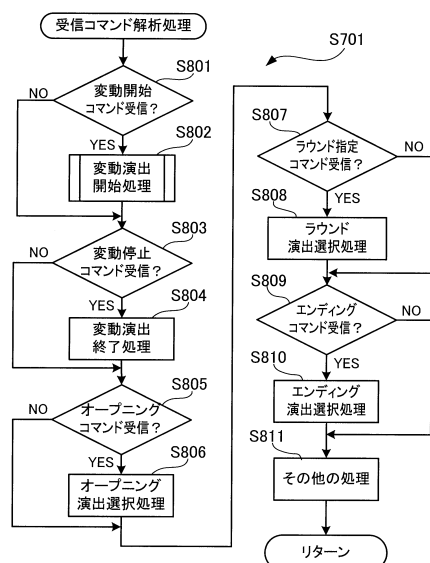 受信コマンド解析処理
S801
変動開始
コマンド受信？
NO
YES
S802
変動演出
開始処理
S803
変動停止
コマンド受信？
NO
YES
S804
変動演出
終了処理
S805
オープニング
コマンド受信？
NO
YES
S806
オープニング
演出選択処理
S701
S807
ラウンド指定
コマンド受信？
NO
YES
S808
ラウンド
演出選択処理
S809
エンディング
コマンド受信？
NO
YES
S810
エンディング
演出選択処理
S811
その他の処理
リターン